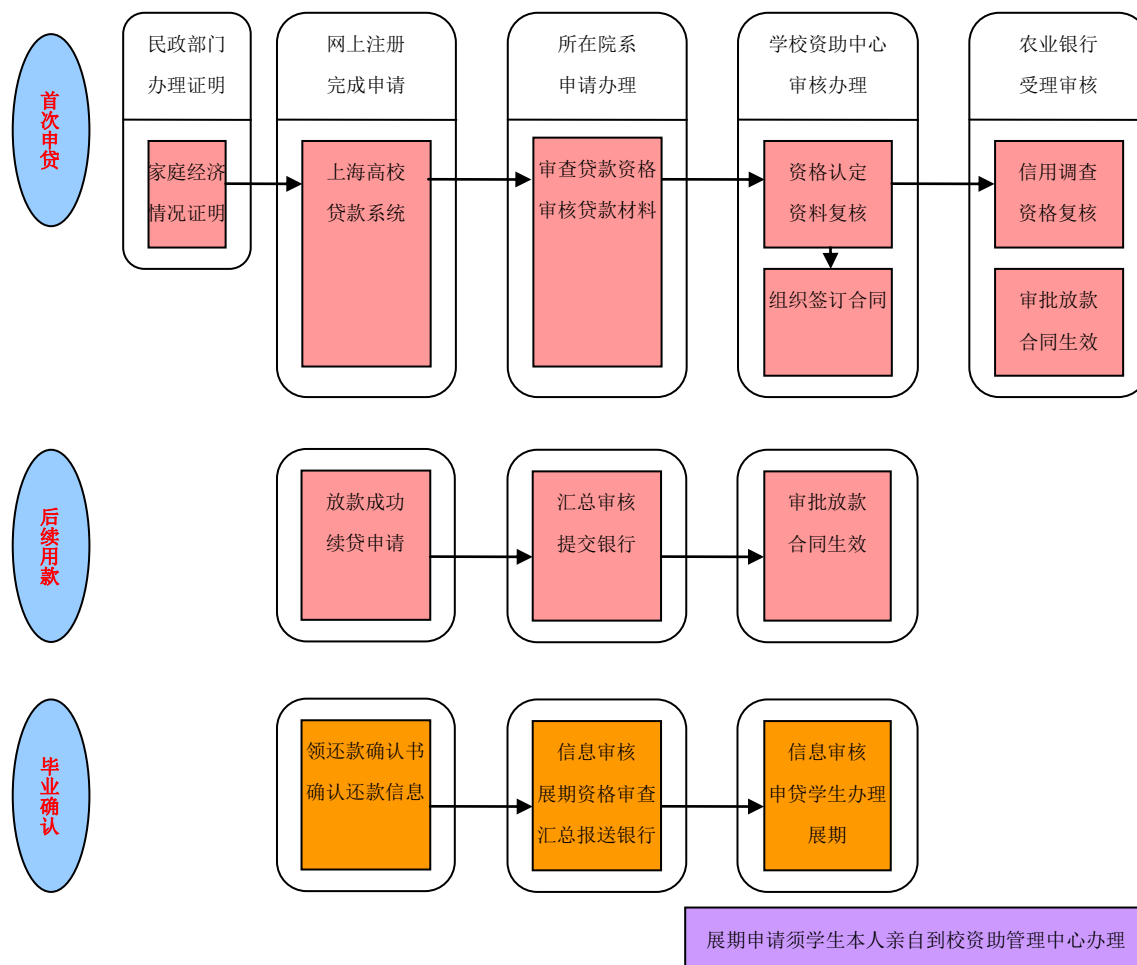 首次申贷
民政部门
办理证明
家庭经济
情况证明
网上注册
完成申请
上海高校
贷款系统
所在院系
申请办理
审查贷款资格
审核贷款材料
学校资助中心
审核办理
资格认定
资料复核
组织签订合同
农业银行
受理审核
信用调查
资格复核
审批放款
合同生效
后续用款
放款成功
续贷申请
汇总审核
提交银行
审批放款
合同生效
毕业确认
领还款确认书
确认还款信息
信息审核
展期资格审查
汇总报送银行
信息审核
申贷学生办理
展期
展期申请须学生本人亲自到校资助管理中心办理